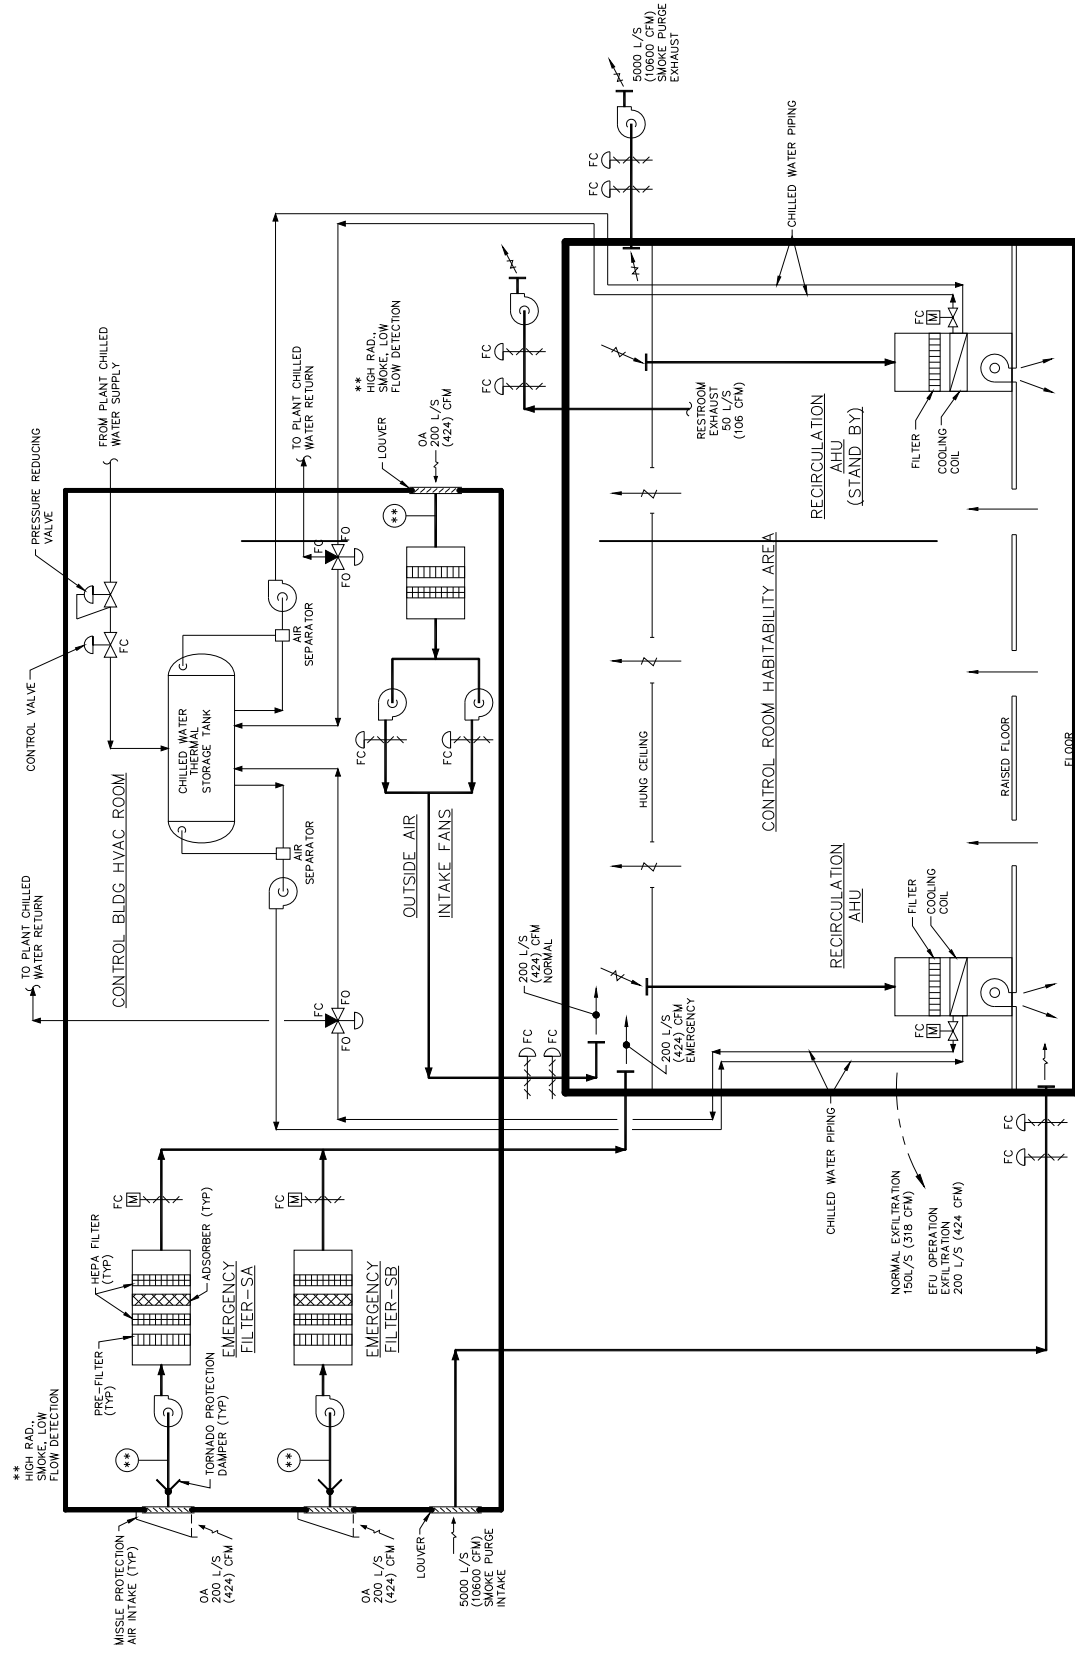 **
HIGH RAD.,
SMOKE, LOW
FLOW DETECTION
MISSLE PROTECTION
AIR INTAKE (TYP)
OA
200 L/S
(424) CFM
OA
200 L/S
(424) CFM
LOUVER
5000 L/S
(10600 CFM)
SMOKE PURGE
INTAKE
**
**
TORNADO PROTECTION
DAMPER (TYP)
PRE-FILTER
(TYP)
HEPA FILTER
(TYP)
ADSORBER (TYP)
EMERGENCY
FILTER-SA
EMERGENCY
FILTER-SB
FC
M
FC
M
TO PLANT CHILLED
WATER RETURN
CONTROL BLDG HVAC ROOM
FC
FO
FO
CONTROL VALVE
PRESSURE REDUCING
VALVE
FC
FROM PLANT CHILLED
WATER SUPPLY
CHILLED WATER
THERMAL
STORAGE TANK
AIR
SEPARATOR
AIR
SEPARATOR
TO PLANT CHILLED
WATER RETURN
FC
FO
FO
**
HIGH RAD.,
SMOKE, LOW
FLOW DETECTION
LOUVER
OA
200 L/S
(424) CFM
**
FC
FC
OUTSIDE AIR
INTAKE FANS
FC
FC
200 L/S
(424) CFM
NORMAL
200 L/S
(424) CFM
EMERGENCY
FC
FC
RESTROOM
EXHAUST
50 L/S
(106 CFM)
FC
FC
5000 L/S
(10600 CFM)
SMOKE PURGE
EXHAUST
CHILLED WATER PIPING
HUNG CEILING
CONTROL ROOM HABITABILITY AREA
RECIRCULATION
AHU
RECIRCULATION
AHU
(STAND BY)
FILTER
COOLING
COIL
FC
M
FILTER
COOLING
COIL
FC
M
RAISED FLOOR
FLOOR
CHILLED WATER PIPING
NORMAL EXFILTRATION
150L/S (318 CFM)
EFU OPERATION
EXFILTRATION
200 L/S (424 CFM)
FC
FC